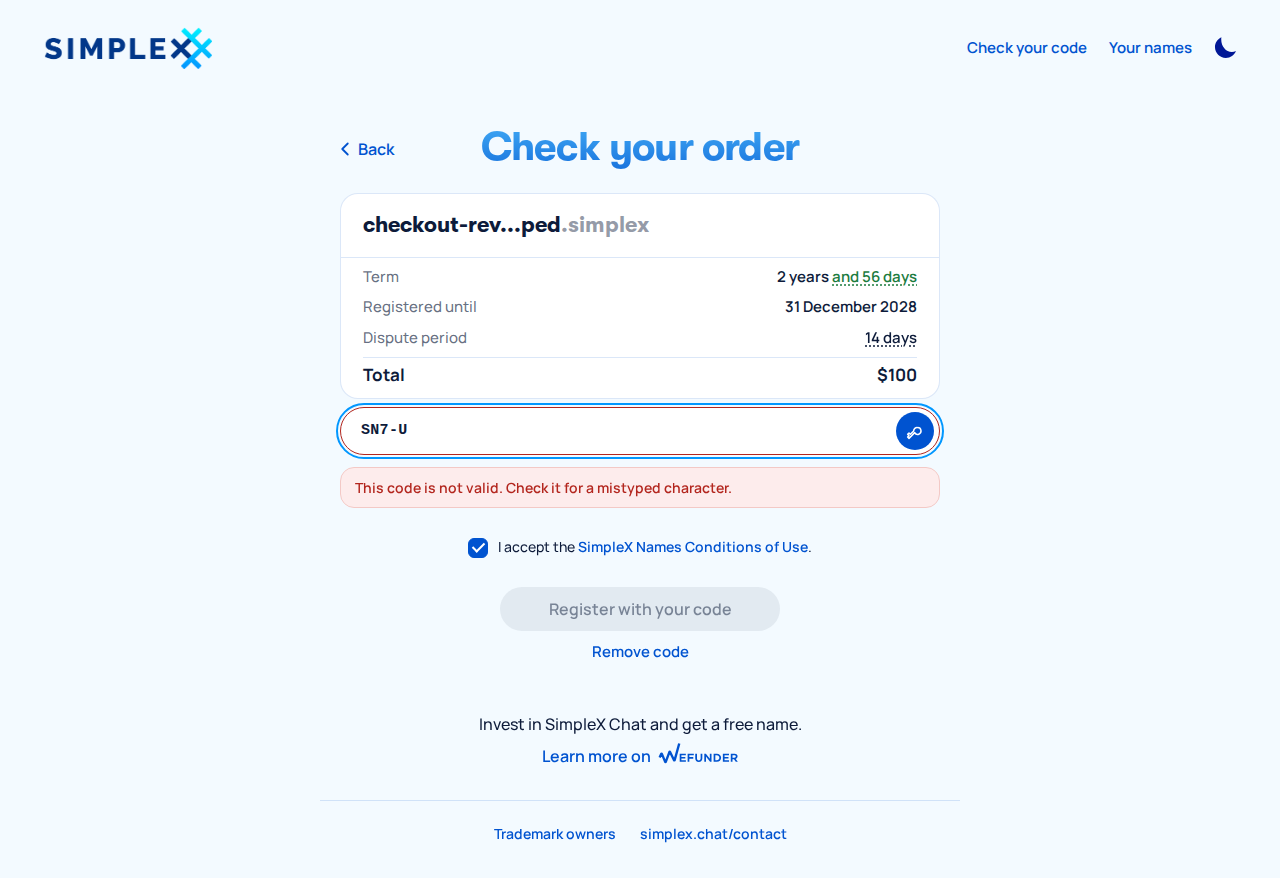 SIMPLEX
Check your code
Your names
Back
Check your order
checkout-rev...ped.simplex
Term
2 years and 56 days
Registered until
31 December 2028
Dispute period
14 days
Total
$100
SN7-U
This code is not valid. Check it for a mistyped character.
I accept the SimpleX Names Conditions of Use.
Register with your code
Remove code
Invest in SimpleX Chat and get a free name.
Learn more on WEFUNDER
Trademark owners
simplex.chat/contact